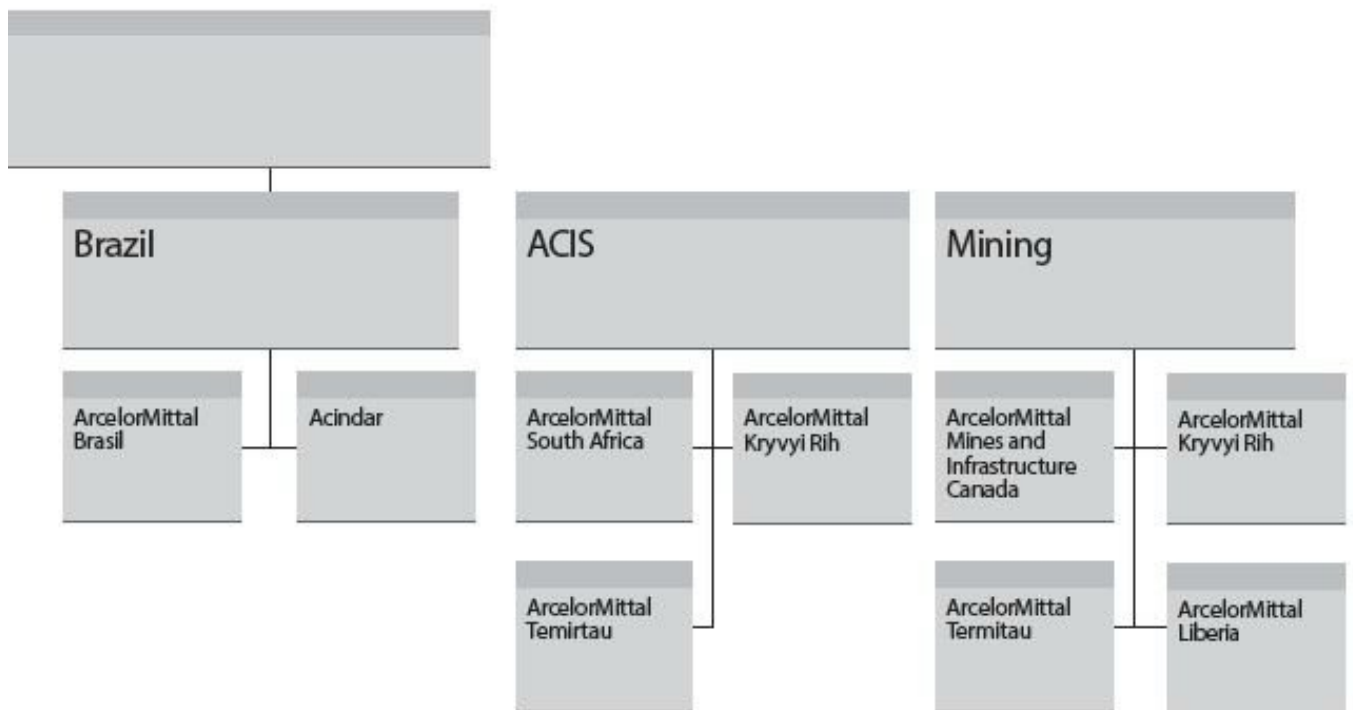 Brazil
ACIS
Mining
ArcelorMittal
Brasil
Acindar
ArcelorMittal
South Africa
ArcelorMittal
Kryvyi Rih
ArcelorMittal
Mines and
Infrastructure
Canada
ArcelorMittal
Kryvyi Rih
ArcelorMittal
Temirtau
ArcelorMittal
Termitau
ArcelorMittal
Liberia